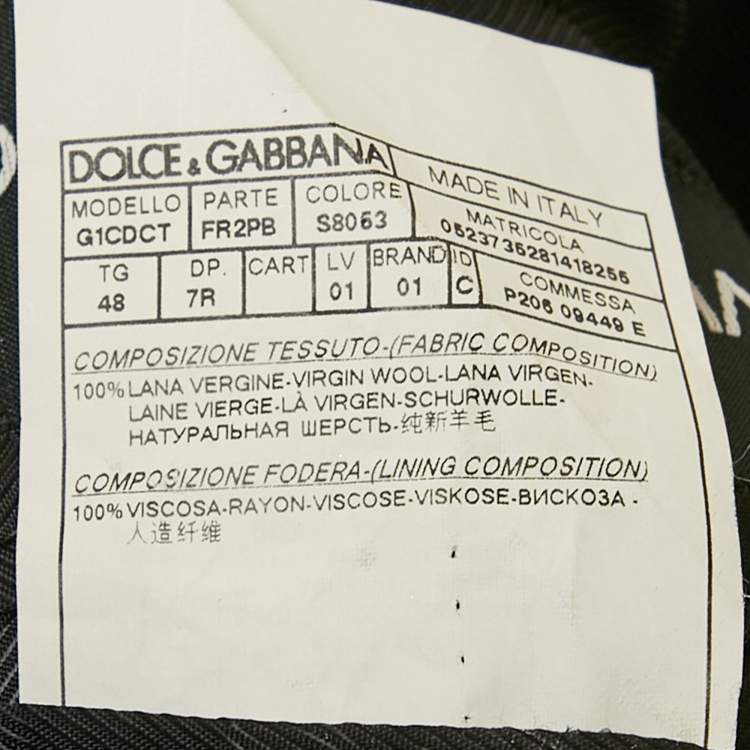 DOLCE & GABBANA
MADE IN ITALY
MODELLO PARTE COLORE MATRICOLA
G1CDCT FR2PB S8063 0523735281418255
TG DP. CART LV BRAND ID COMMESSA
48 7R 01 01 C P206 09449 E
COMPOSIZIONE TESSUTO-(FABRIC COMPOSITION)
100% LANA VERGINE-VIRGIN WOOL-LANA VIRGEN-
LAINE VIERGE-LÀ VIRGEN-SCHURWOLLE-
НАТУРАЛЬНАЯ ШЕРСТЬ-纯新羊毛
COMPOSIZIONE FODERA-(LINING COMPOSITION)
100% VISCOSA-RAYON-VISCOSE-VISKOSE-ВИСКОЗА -
人造纤维